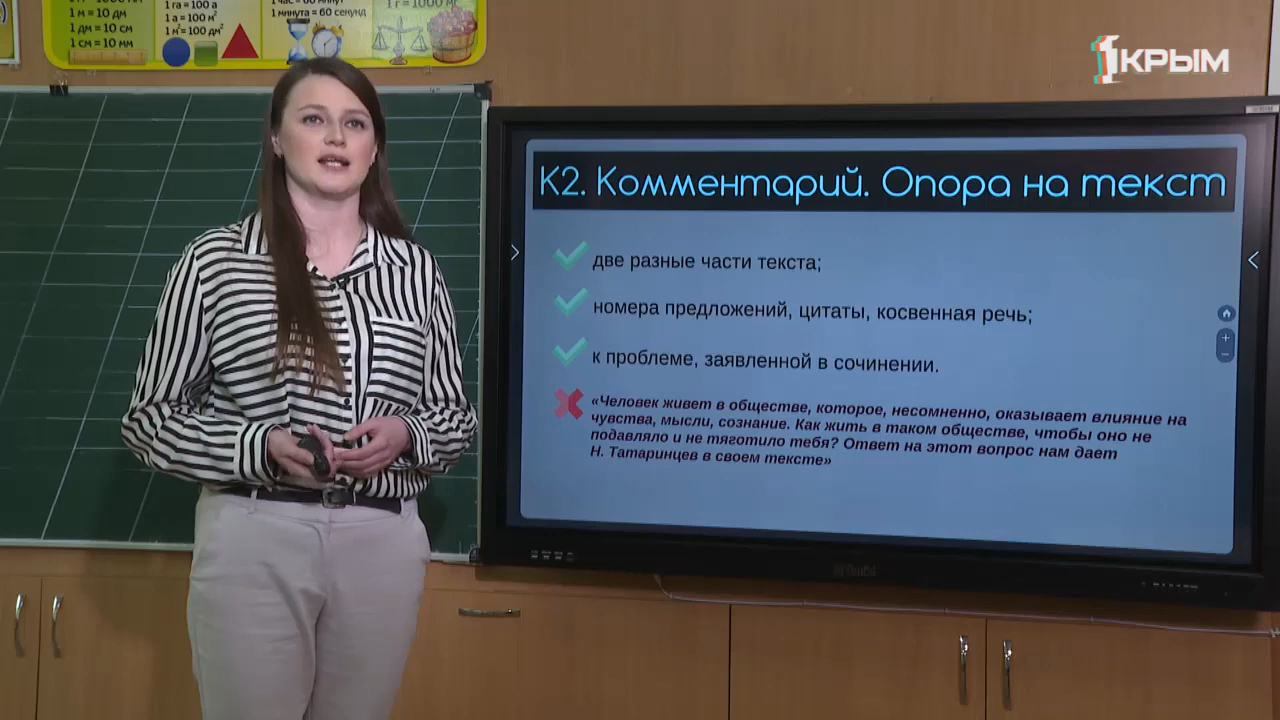 1 м = 10 дм
1 дм = 10 см
1 см = 10 мм
1 га = 100 а
1 а = 100 м²
1 м² = 100 дм²
1 минута = 60 секунд
1КРЫМ
К2. Комментарий. Опора на текст
две разные части текста;
номера предложений, цитаты, косвенная речь;
к проблеме, заявленной в сочинении.
«Человек живет в обществе, которое, несомненно, оказывает влияние на
чувства, мысли, сознание. Как жить в таком обществе, чтобы оно не
подавляло и не тяготило тебя? Ответ на этот вопрос нам дает
Н. Татаринцев в своем тексте»